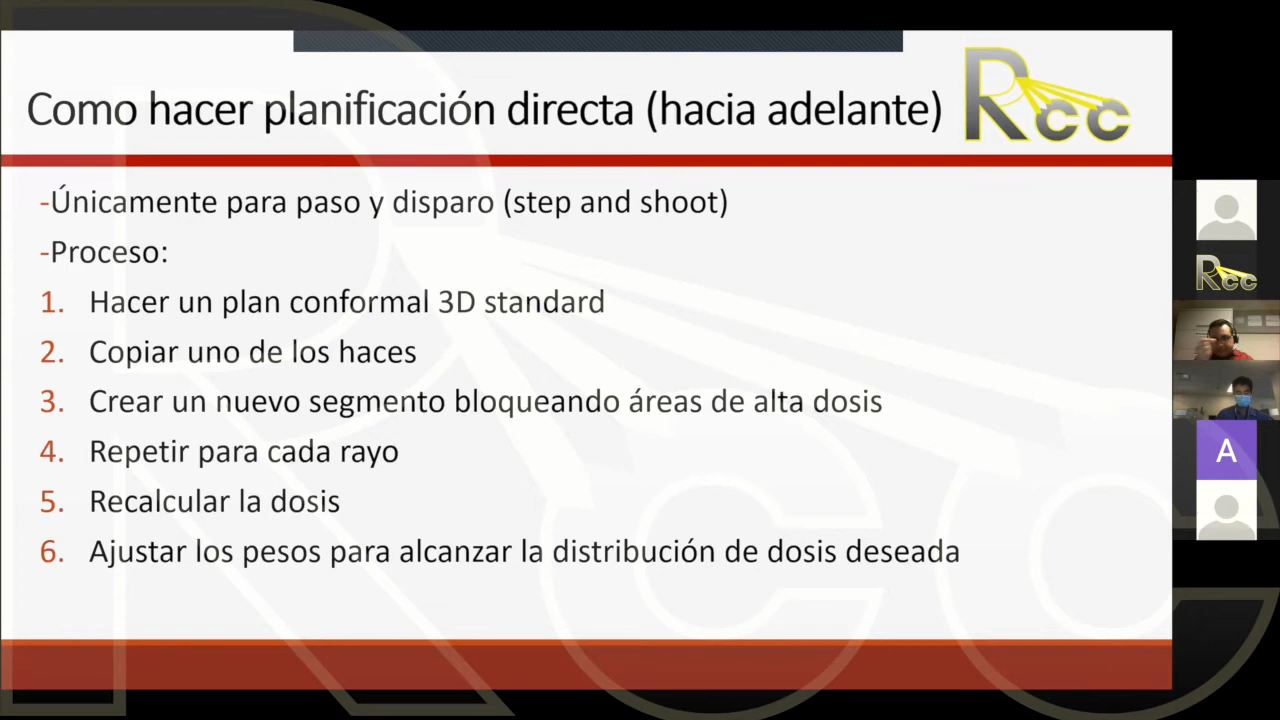 Como hacer planificación directa (hacia adelante)
Rcc
-Únicamente para paso y disparo (step and shoot)
-Proceso:
1. Hacer un plan conformal 3D standard
2. Copiar uno de los haces
3. Crear un nuevo segmento bloqueando áreas de alta dosis
4. Repetir para cada rayo
5. Recalcular la dosis
6. Ajustar los pesos para alcanzar la distribución de dosis deseada
Rcc
A
Rcc